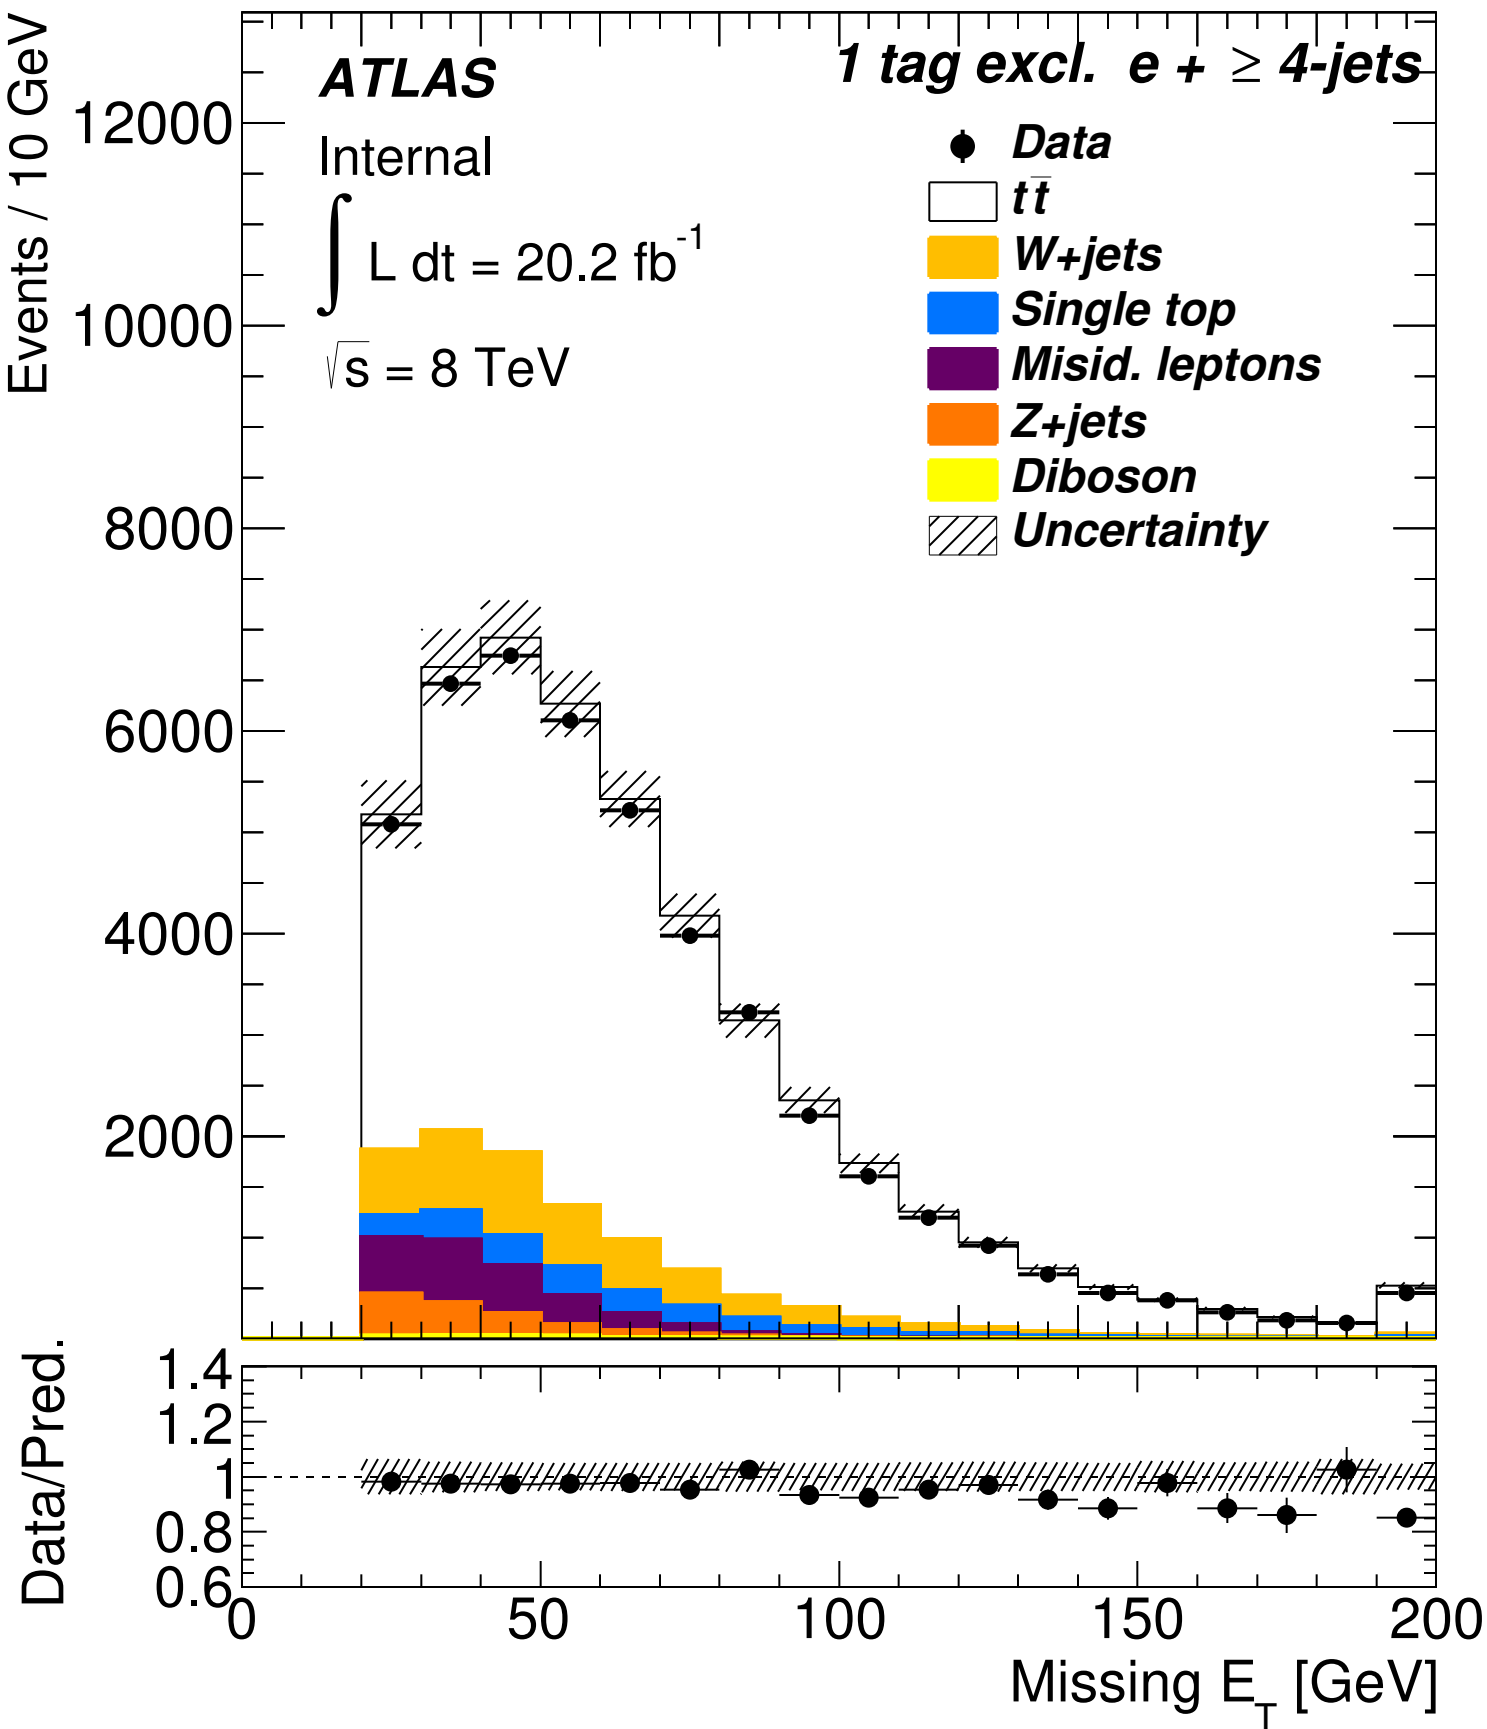 Events / 10 GeV
12000
10000
8000
6000
4000
2000
ATLAS
Internal
∫ L dt = 20.2 fb⁻¹
√s = 8 TeV
1 tag excl. e + ≥ 4-jets
Data
tt̅
W+jets
Single top
Misid. leptons
Z+jets
Diboson
Uncertainty
Data/Pred.
1.4
1.2
1
0.8
0.6
0 50 100 150 200
Missing E_T [GeV]